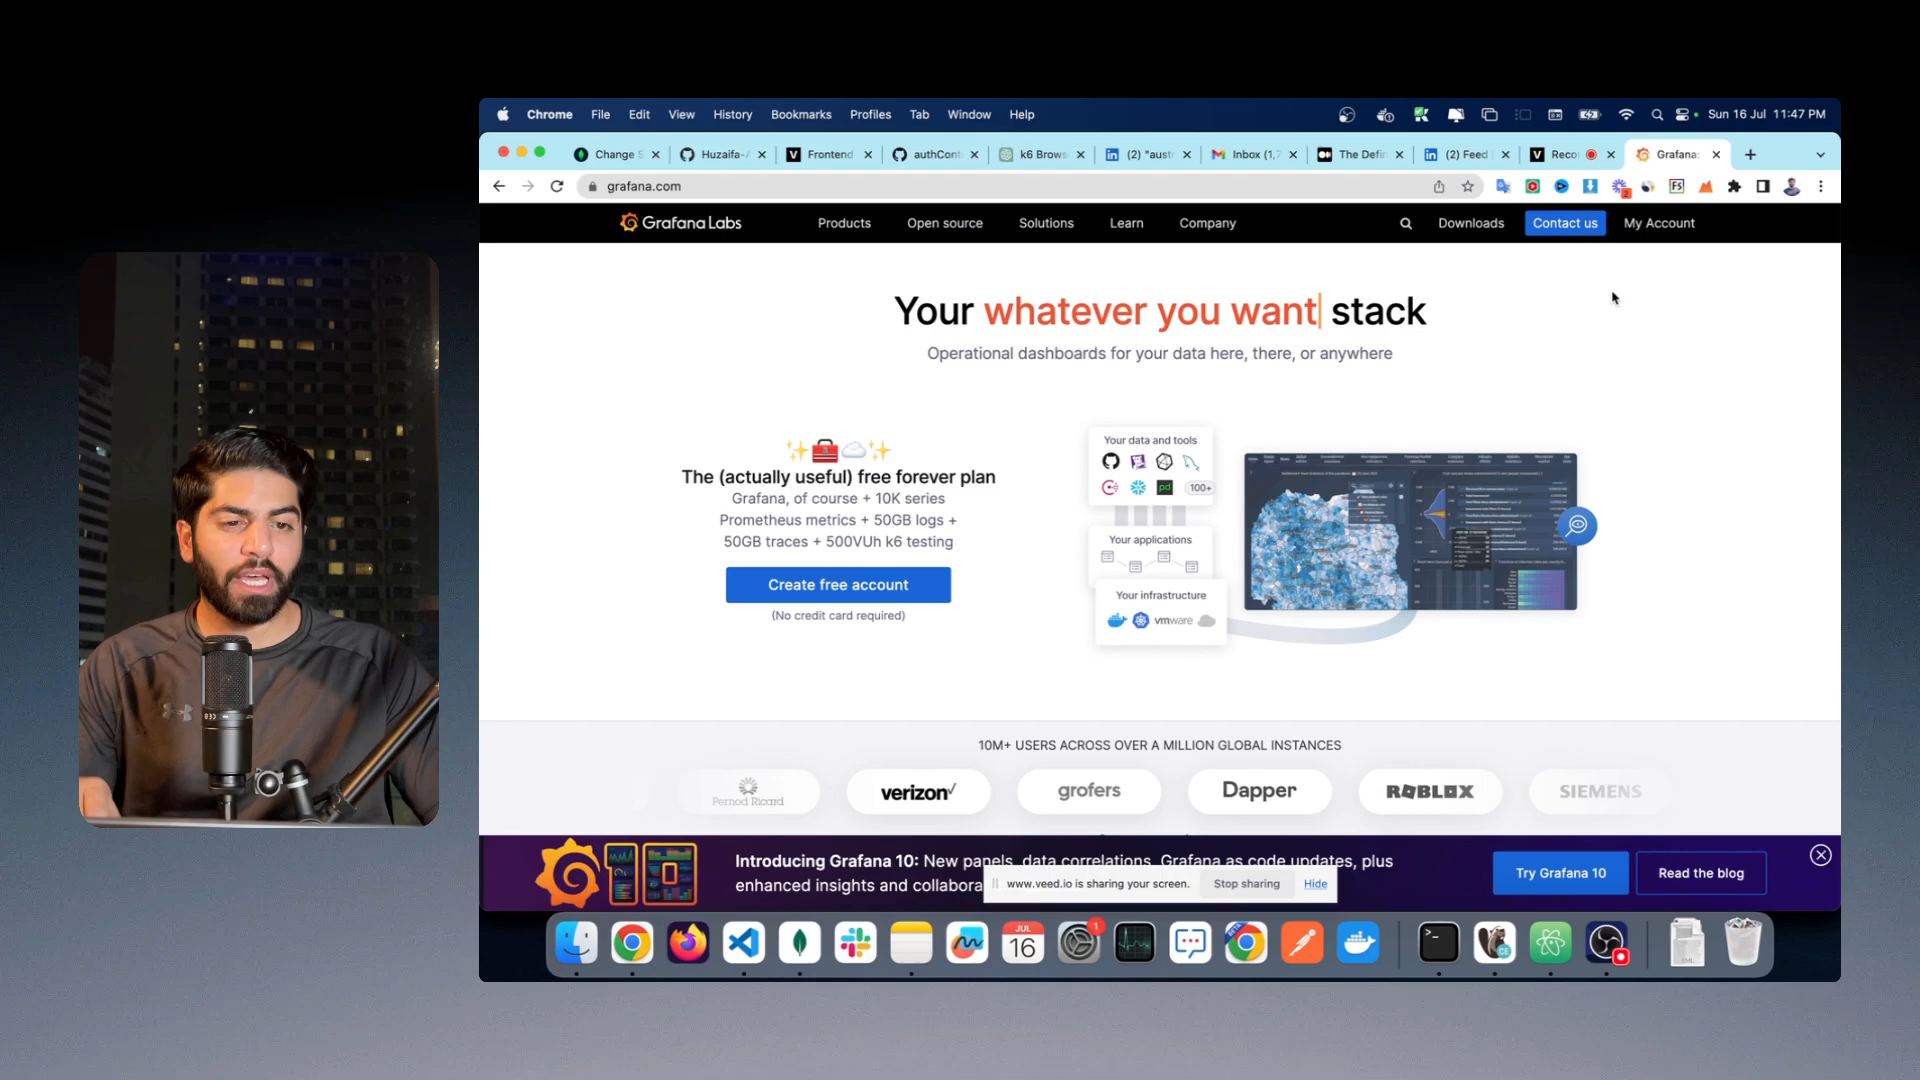 Chrome File Edit View History Bookmarks Profiles Tab Window Help Sun 16 Jul 11:47 PM
Change S Huzaifa-/ Frontend authCont k6 Brows (2) "aust Inbox (1,7 The Defin (2) Feed Reco Grafana:
grafana.com
Grafana Labs Products Open source Solutions Learn Company Downloads Contact us My Account
Your whatever you want stack
Operational dashboards for your data here, there, or anywhere
The (actually useful) free forever plan
Grafana, of course + 10K series
Prometheus metrics + 50GB logs +
50GB traces + 500VUh k6 testing
Create free account
(No credit card required)
Your data and tools
pd 100+
Your applications
Your infrastructure
vmware
10M+ USERS ACROSS OVER A MILLION GLOBAL INSTANCES
Pernod Ricard verizon grofers Dapper ROBLOX SIEMENS
Introducing Grafana 10: New panels, data correlations, Grafana as code updates, plus
enhanced insights and collabora
Try Grafana 10 Read the blog
www.veed.io is sharing your screen. Stop sharing Hide
JUL
16
1